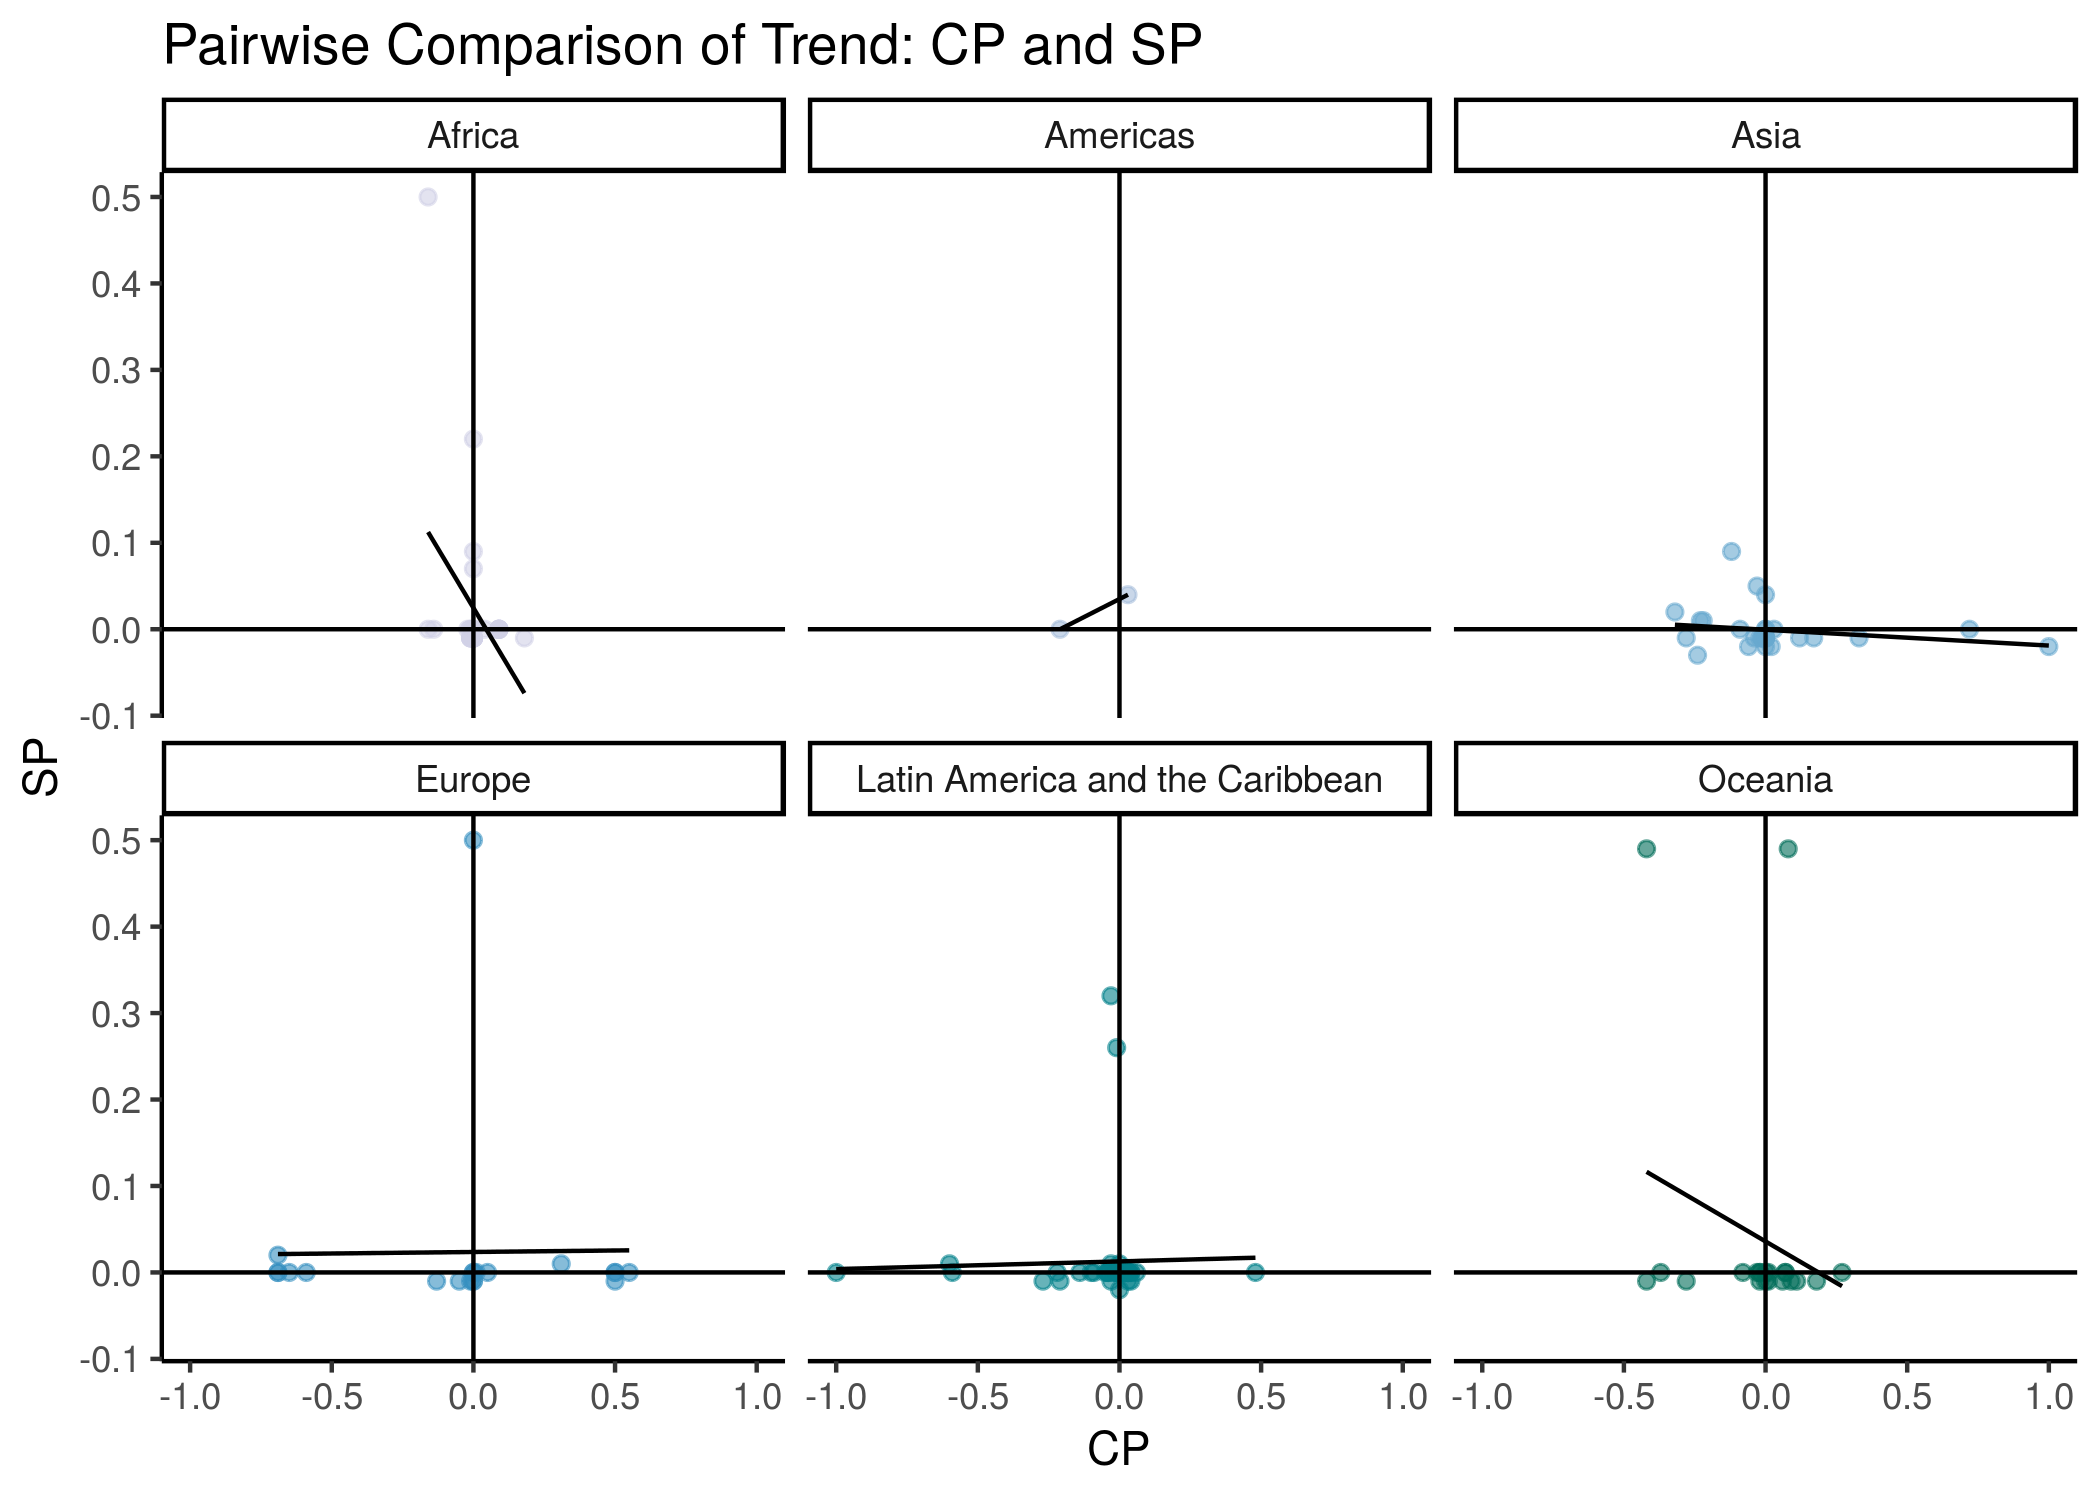 Pairwise Comparison of Trend: CP and SP
Africa
Americas
Asia
0.5
0.4
0.3
0.2
0.1
0.0
-0.1
SP
Europe
Latin America and the Caribbean
Oceania
0.5
0.4
0.3
0.2
0.1
0.0
-0.1
-1.0 -0.5 0.0 0.5 1.0 -1.0 -0.5 0.0 0.5 1.0 -1.0 -0.5 0.0 0.5 1.0
CP